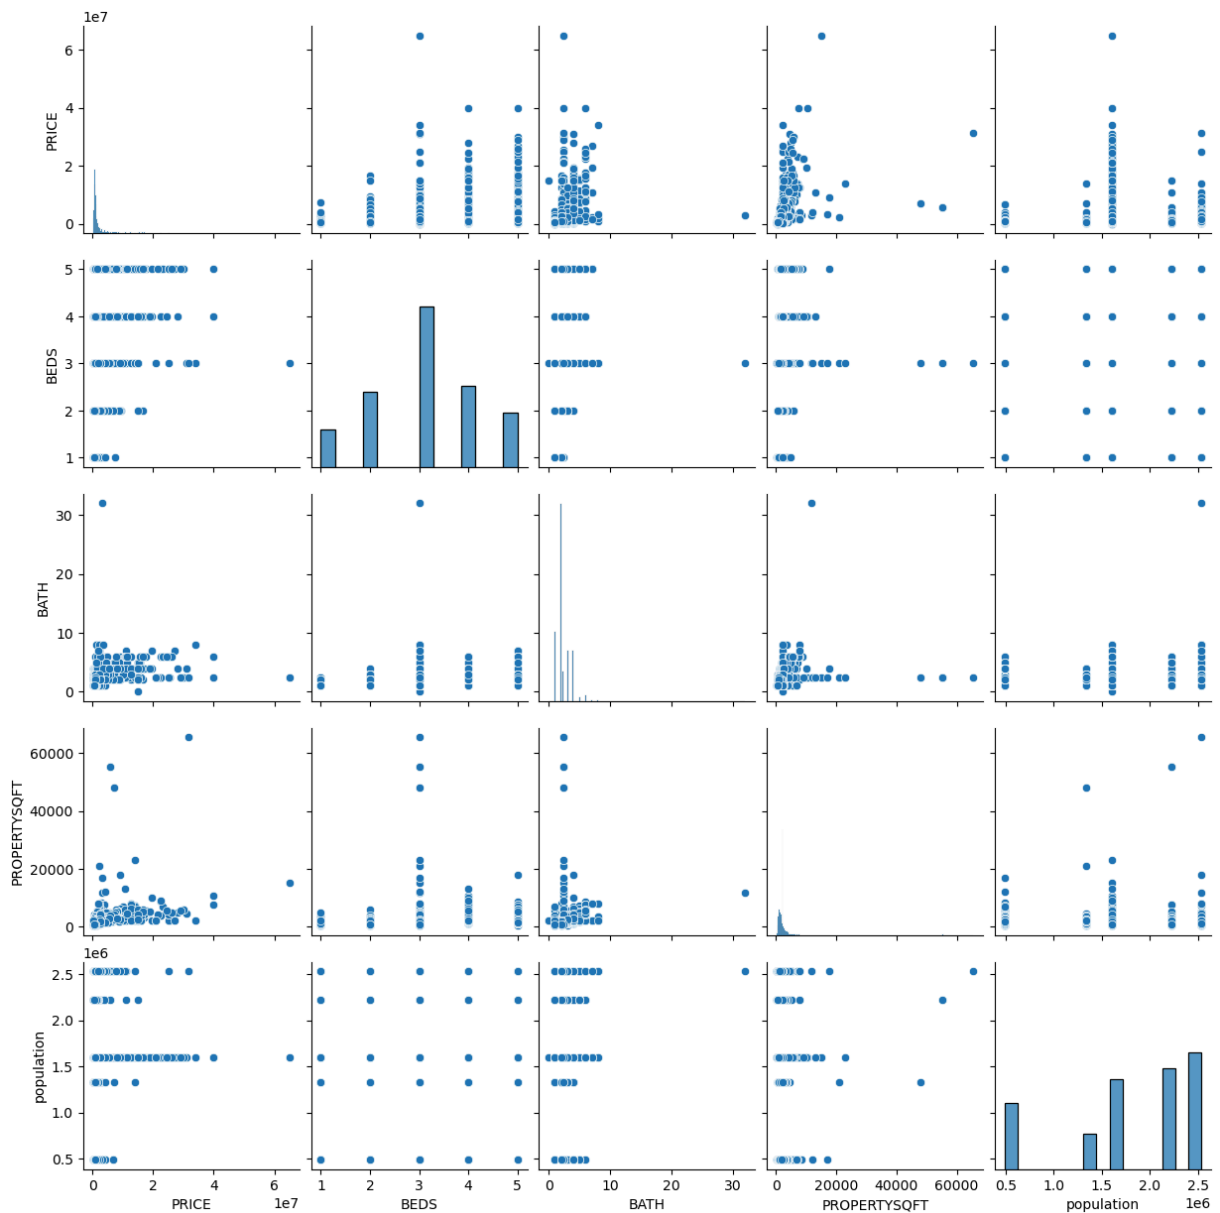 1e7
6
4
2
0
PRICE
5
4
3
2
1
BEDS
30
20
10
0
BATH
60000
40000
20000
0
PROPERTYSQFT
1e6
2.5
2.0
1.5
1.0
0.5
population
0 2 4 6 1 2 3 4 5 0 10 20 30 0 20000 40000 60000 0.5 1.0 1.5 2.0 2.5
PRICE 1e7 BEDS BATH PROPERTYSQFT population 1e6